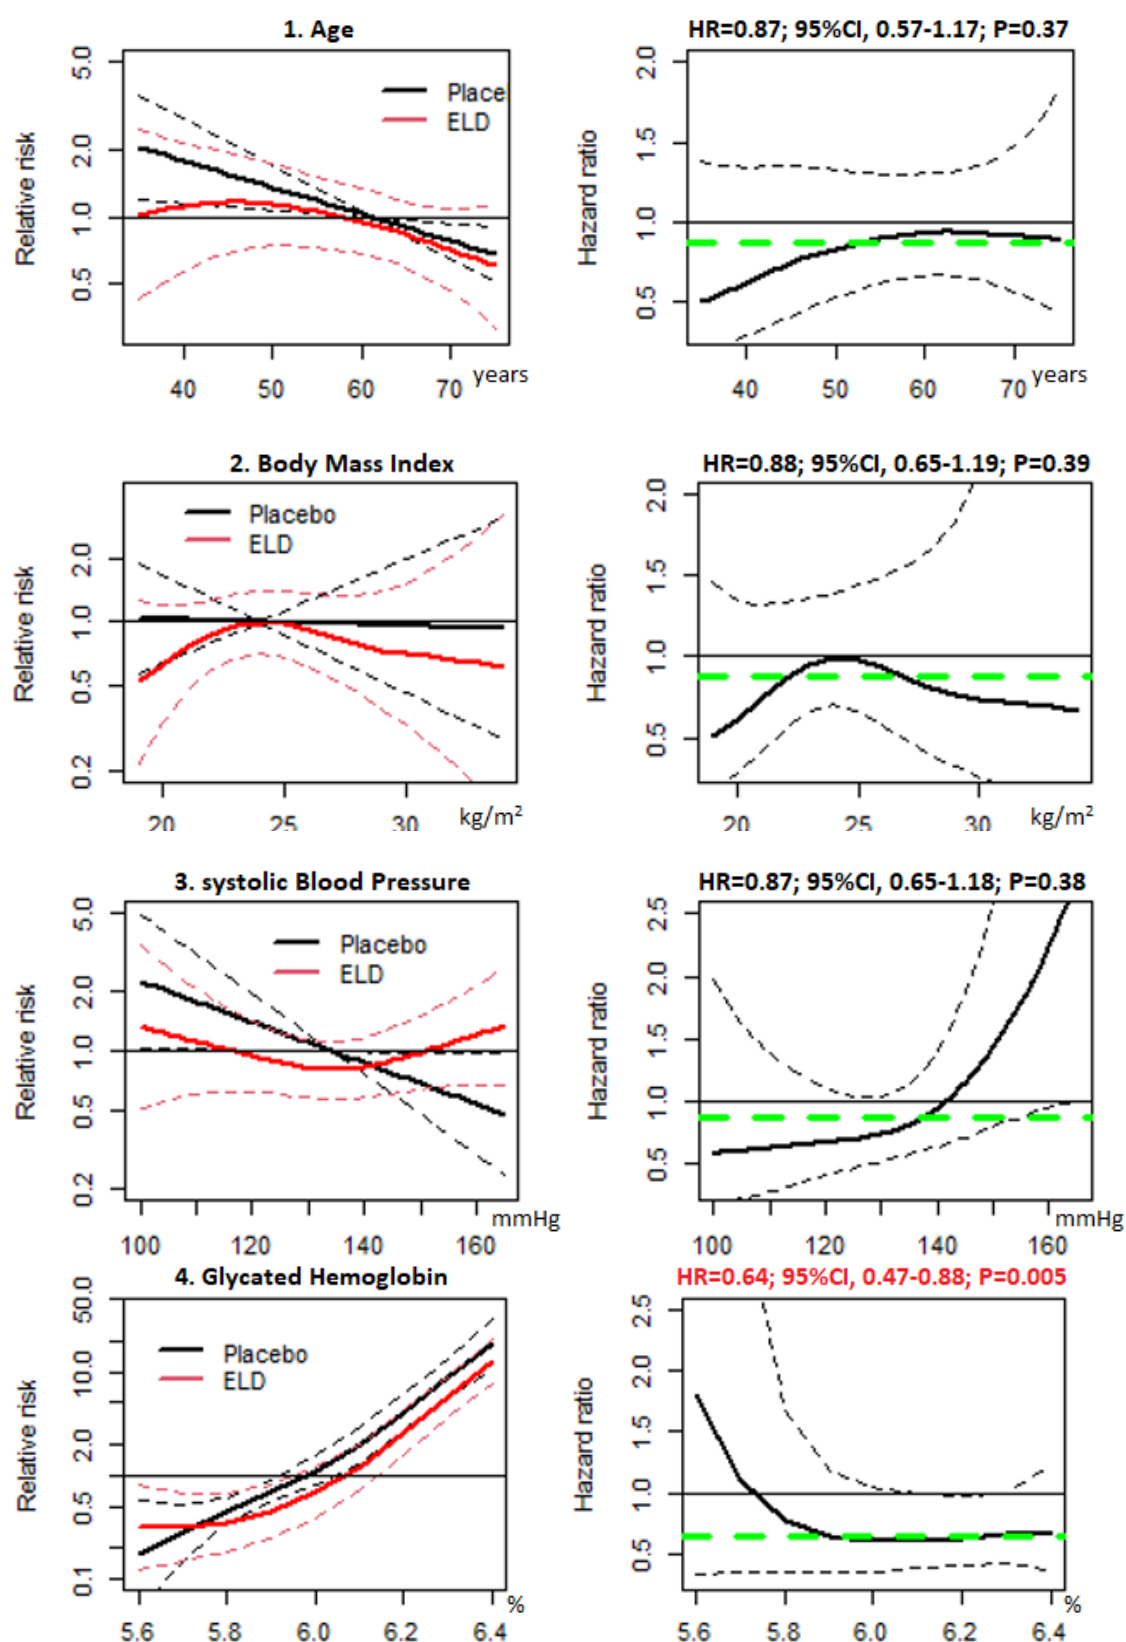 1. Age
HR=0.87; 95%CI, 0.57-1.17; P=0.37
Relative risk
5.0
2.0
1.0
0.5
Place
ELD
40 50 60 70 years
Hazard ratio
2.0
1.5
1.0
0.5
40 50 60 70 years
2. Body Mass Index
HR=0.88; 95%CI, 0.65-1.19; P=0.39
Relative risk
2.0
1.0
0.5
0.2
Placebo
ELD
20 25 30 kg/m²
Hazard ratio
2.0
1.5
1.0
0.5
20 25 30 kg/m²
3. systolic Blood Pressure
HR=0.87; 95%CI, 0.65-1.18; P=0.38
Relative risk
5.0
2.0
1.0
0.5
0.2
Placebo
ELD
mmHg
100 120 140 160
Hazard ratio
2.5
2.0
1.5
1.0
0.5
mmHg
100 120 140 160
4. Glycated Hemoglobin
HR=0.64; 95%CI, 0.47-0.88; P=0.005
Relative risk
50.0
10.0
2.0
0.5
0.1
Placebo
ELD
%
5.6 5.8 6.0 6.2 6.4
Hazard ratio
2.5
2.0
1.5
1.0
0.5
%
5.6 5.8 6.0 6.2 6.4